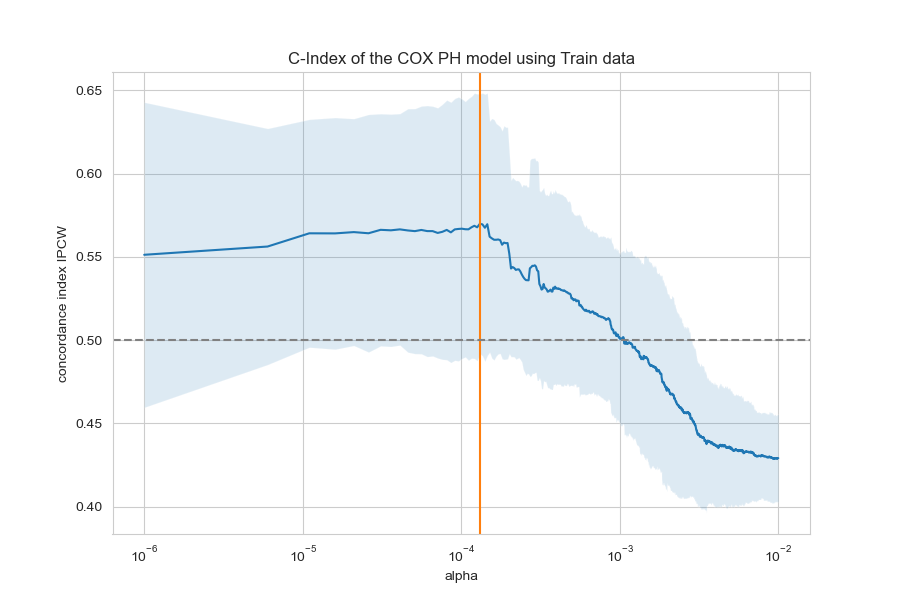 C-Index of the COX PH model using Train data
concordance index IPCW
0.65
0.60
0.55
0.50
0.45
0.40
10⁻⁶ 10⁻⁵ 10⁻⁴ 10⁻³ 10⁻²
alpha